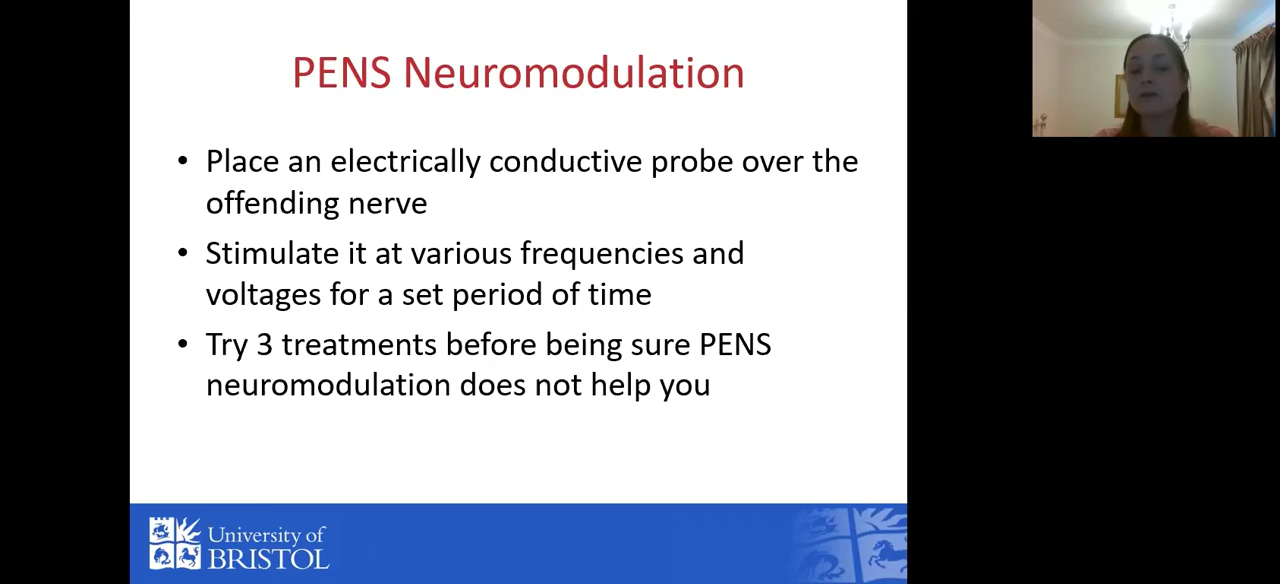 PENS Neuromodulation
• Place an electrically conductive probe over the
offending nerve
• Stimulate it at various frequencies and
voltages for a set period of time
• Try 3 treatments before being sure PENS
neuromodulation does not help you
University of
BRISTOL